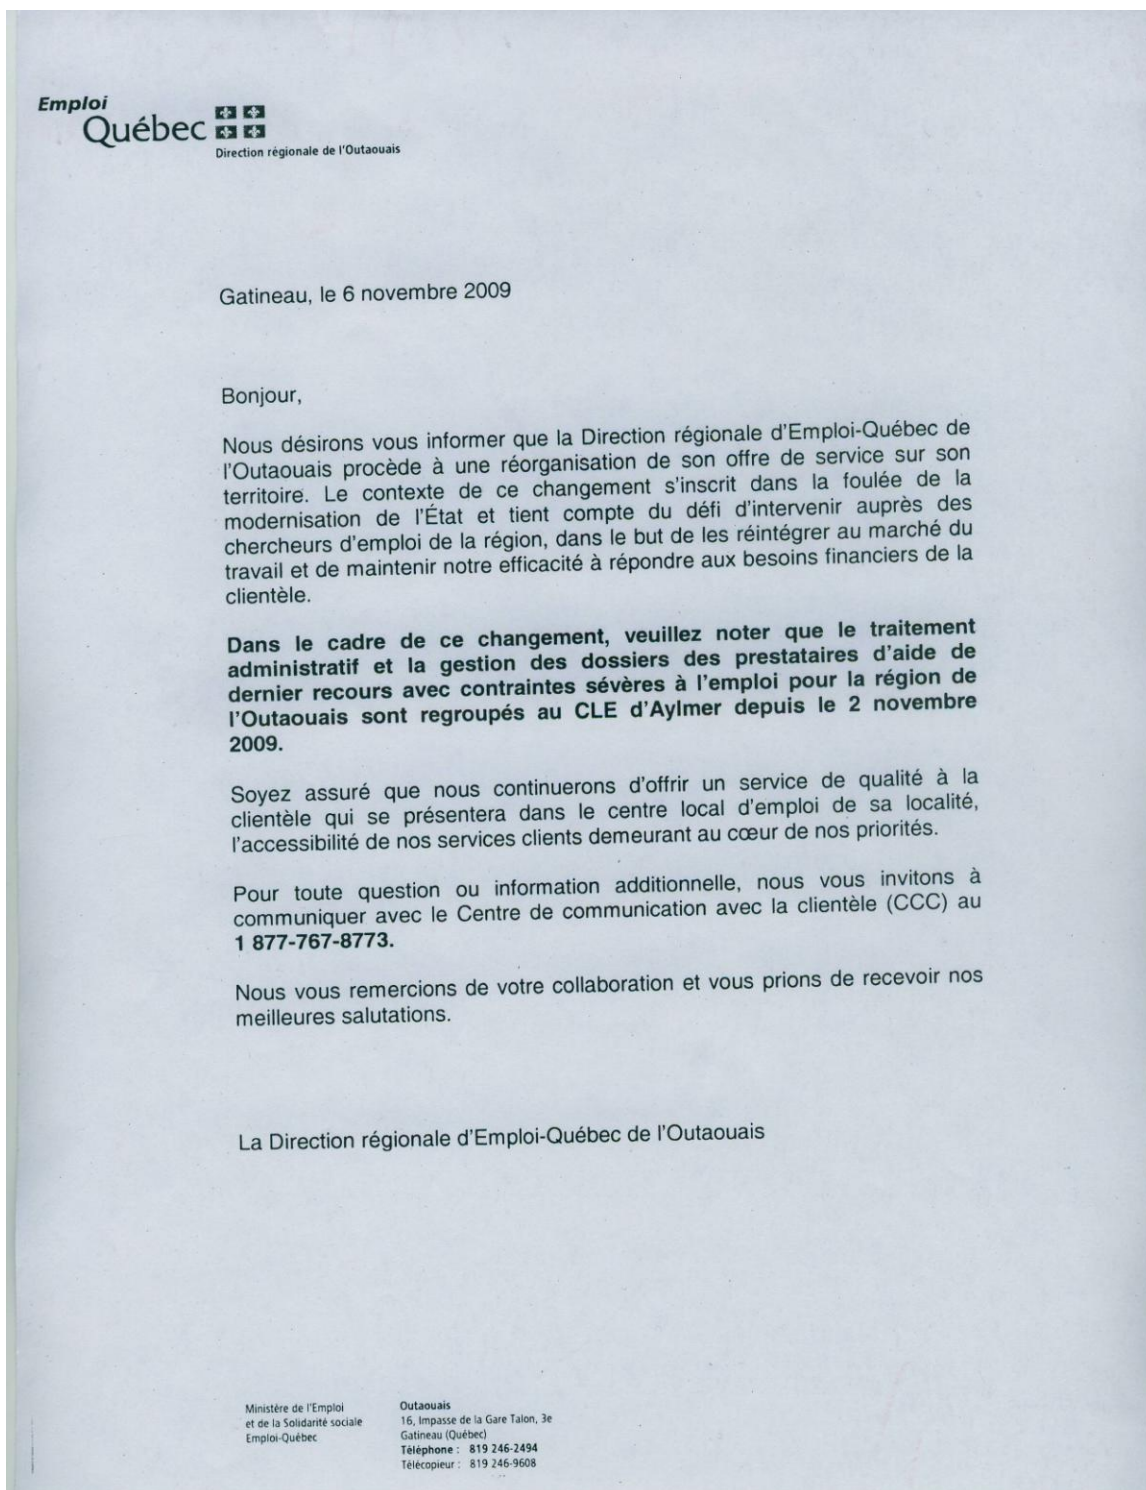 Emploi
Québec
Direction régionale de l'Outaouais
Gatineau, le 6 novembre 2009
Bonjour,
Nous désirons vous informer que la Direction régionale d'Emploi-Québec de
l'Outaouais procède à une réorganisation de son offre de service sur son
territoire. Le contexte de ce changement s'inscrit dans la foulée de la
modernisation de l'État et tient compte du défi d'intervenir auprès des
chercheurs d'emploi de la région, dans le but de les réintégrer au marché du
travail et de maintenir notre efficacité à répondre aux besoins financiers de la
clientèle.
Dans le cadre de ce changement, veuillez noter que le traitement
administratif et la gestion des dossiers des prestataires d'aide de
dernier recours avec contraintes sévères à l'emploi pour la région de
l'Outaouais sont regroupés au CLE d'Aylmer depuis le 2 novembre
2009.
Soyez assuré que nous continuerons d'offrir un service de qualité à la
clientèle qui se présentera dans le centre local d'emploi de sa localité,
l'accessibilité de nos services clients demeurant au cœur de nos priorités.
Pour toute question ou information additionnelle, nous vous invitons à
communiquer avec le Centre de communication avec la clientèle (CCC) au
1 877-767-8773.
Nous vous remercions de votre collaboration et vous prions de recevoir nos
meilleures salutations.
La Direction régionale d'Emploi-Québec de l'Outaouais
Ministère de l'Emploi
et de la Solidarité sociale
Emploi-Québec
Outaouais
16, Impasse de la Gare Talon, 3e
Gatineau (Québec)
Téléphone : 819 246-2494
Télécopieur : 819 246-9608